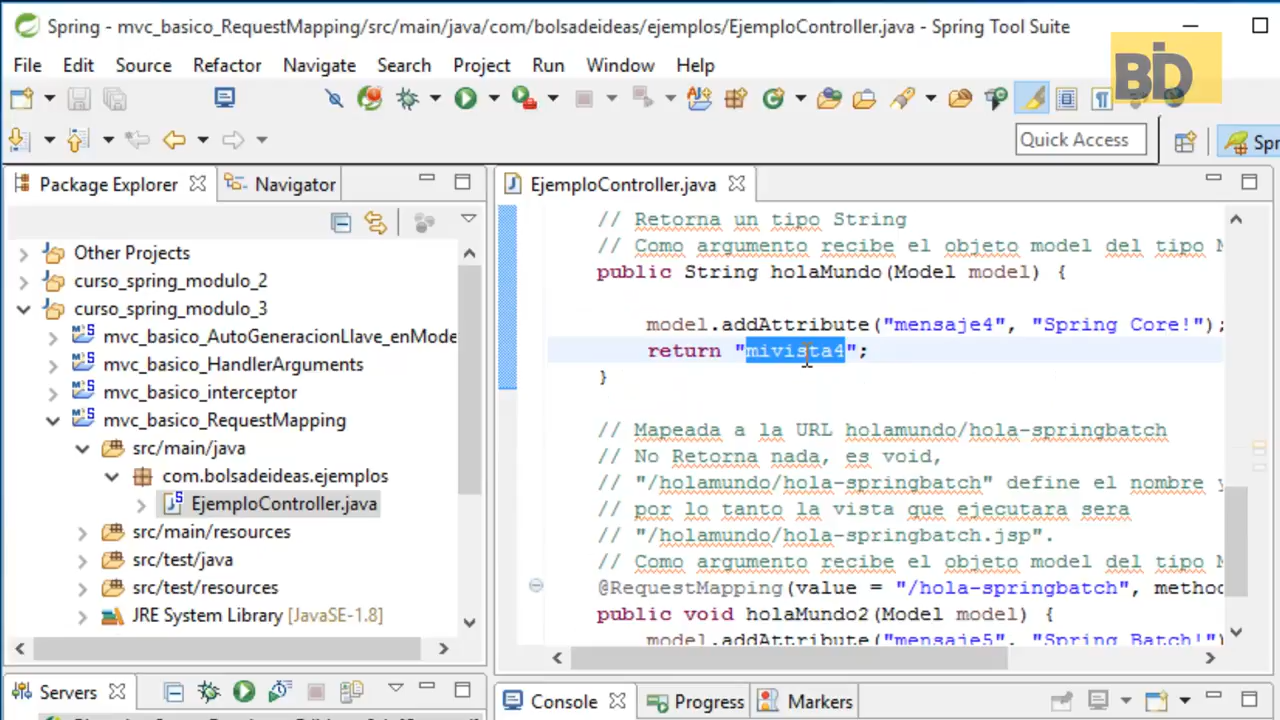 Spring - mvc_basico_RequestMapping/src/main/java/com/bolsadeideas/ejemplos/EjemploController.java - Spring Tool Suite
File Edit Source Refactor Navigate Search Project Run Window Help
BD
Quick Access
Spr
Package Explorer Navigator
EjemploController.java
Other Projects
curso_spring_modulo_2
curso_spring_modulo_3
mvc_basico_AutoGeneracionLlave_enMode
mvc_basico_HandlerArguments
mvc_basico_interceptor
mvc_basico_RequestMapping
src/main/java
com.bolsadeideas.ejemplos
EjemploController.java
src/main/resources
src/test/java
src/test/resources
JRE System Library [JavaSE-1.8]
// Retorna un tipo String
// Como argumento recibe el objeto model del tipo M
public String holaMundo(Model model) {
model.addAttribute("mensaje4", "Spring Core!");
return "mivista4";
}
// Mapeada a la URL holamundo/hola-springbatch
// No Retorna nada, es void,
// "/holamundo/hola-springbatch" define el nombre y
// por lo tanto la vista que ejecutara sera
// "/holamundo/hola-springbatch.jsp".
// Como argumento recibe el objeto model del tipo M
@RequestMapping(value = "/hola-springbatch", metho
public void holaMundo2(Model model) {
model.addAttribute("mensaje5", "Spring Batch!")
Servers
Console Progress Markers